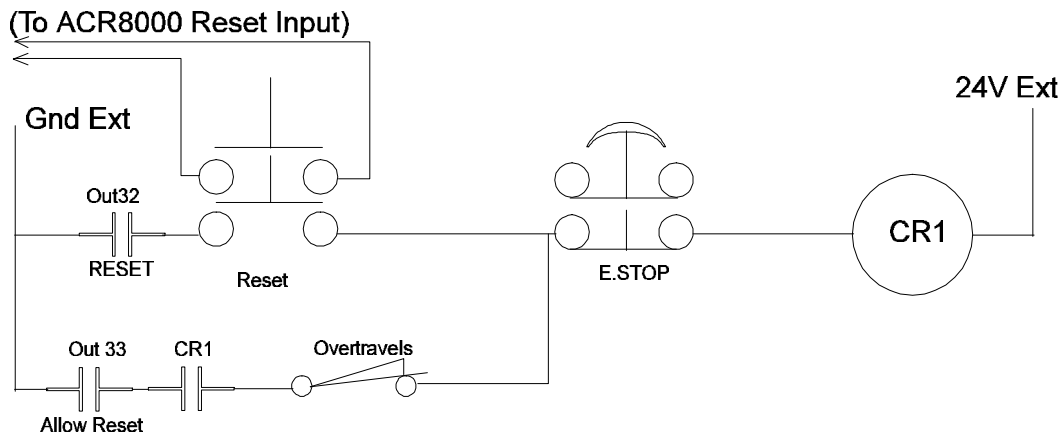 (To ACR8000 Reset Input)
24V Ext
Gnd Ext
Out32
RESET
Reset
E.STOP
CR1
Out 33
CR1
Overtravels
Allow Reset